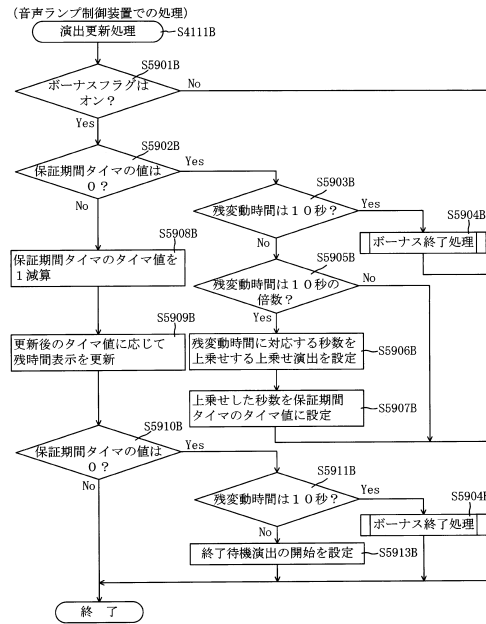 （音声ランプ制御装置での処理）
演出更新処理
S4111B
S5901B
ボーナスフラグは
オン？
No
Yes
S5902B
保証期間タイマの値は
０？
Yes
No
S5903B
残変動時間は１０秒？
Yes
No
S5904B
ボーナス終了処理
S5908B
保証期間タイマのタイマ値を
１減算
S5905B
残変動時間は１０秒の
倍数？
No
Yes
S5909B
更新後のタイマ値に応じて
残時間表示を更新
残変動時間に対応する秒数を
上乗せする上乗せ演出を設定
S5906B
上乗せした秒数を保証期間
タイマのタイマ値に設定
S5907B
S5910B
保証期間タイマの値は
０？
Yes
No
S5911B
残変動時間は１０秒？
Yes
No
S5904B
ボーナス終了処理
終了待機演出の開始を設定
S5913B
終 了